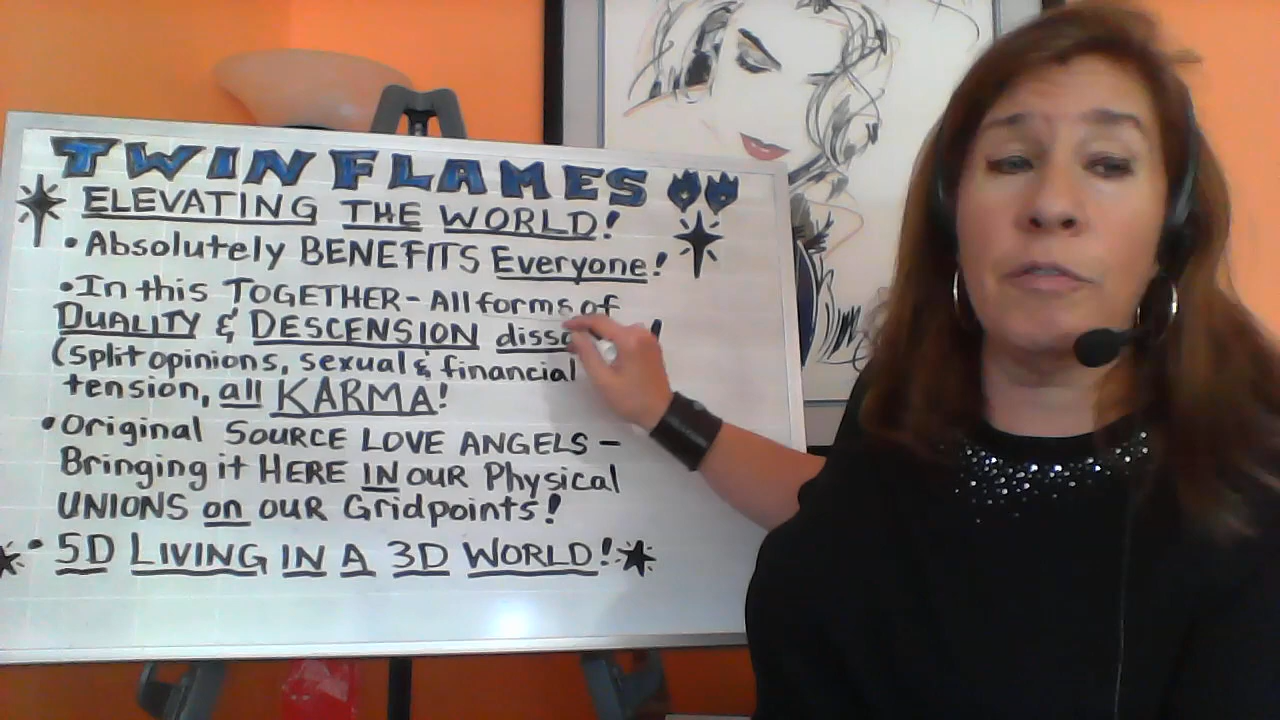 TWIN FLAMES
ELEVATING THE WORLD!
• Absolutely BENEFITS Everyone!
• In this TOGETHER - All forms of
DUALITY & DESCENSION !
(split opinions, sexual & financial
tension, all KARMA!
• Original SOURCE LOVE ANGELS -
Bringing it HERE IN OUR Physical
UNIONS on OUR Gridpoints!
• 5D LIVING IN A 3D WORLD!